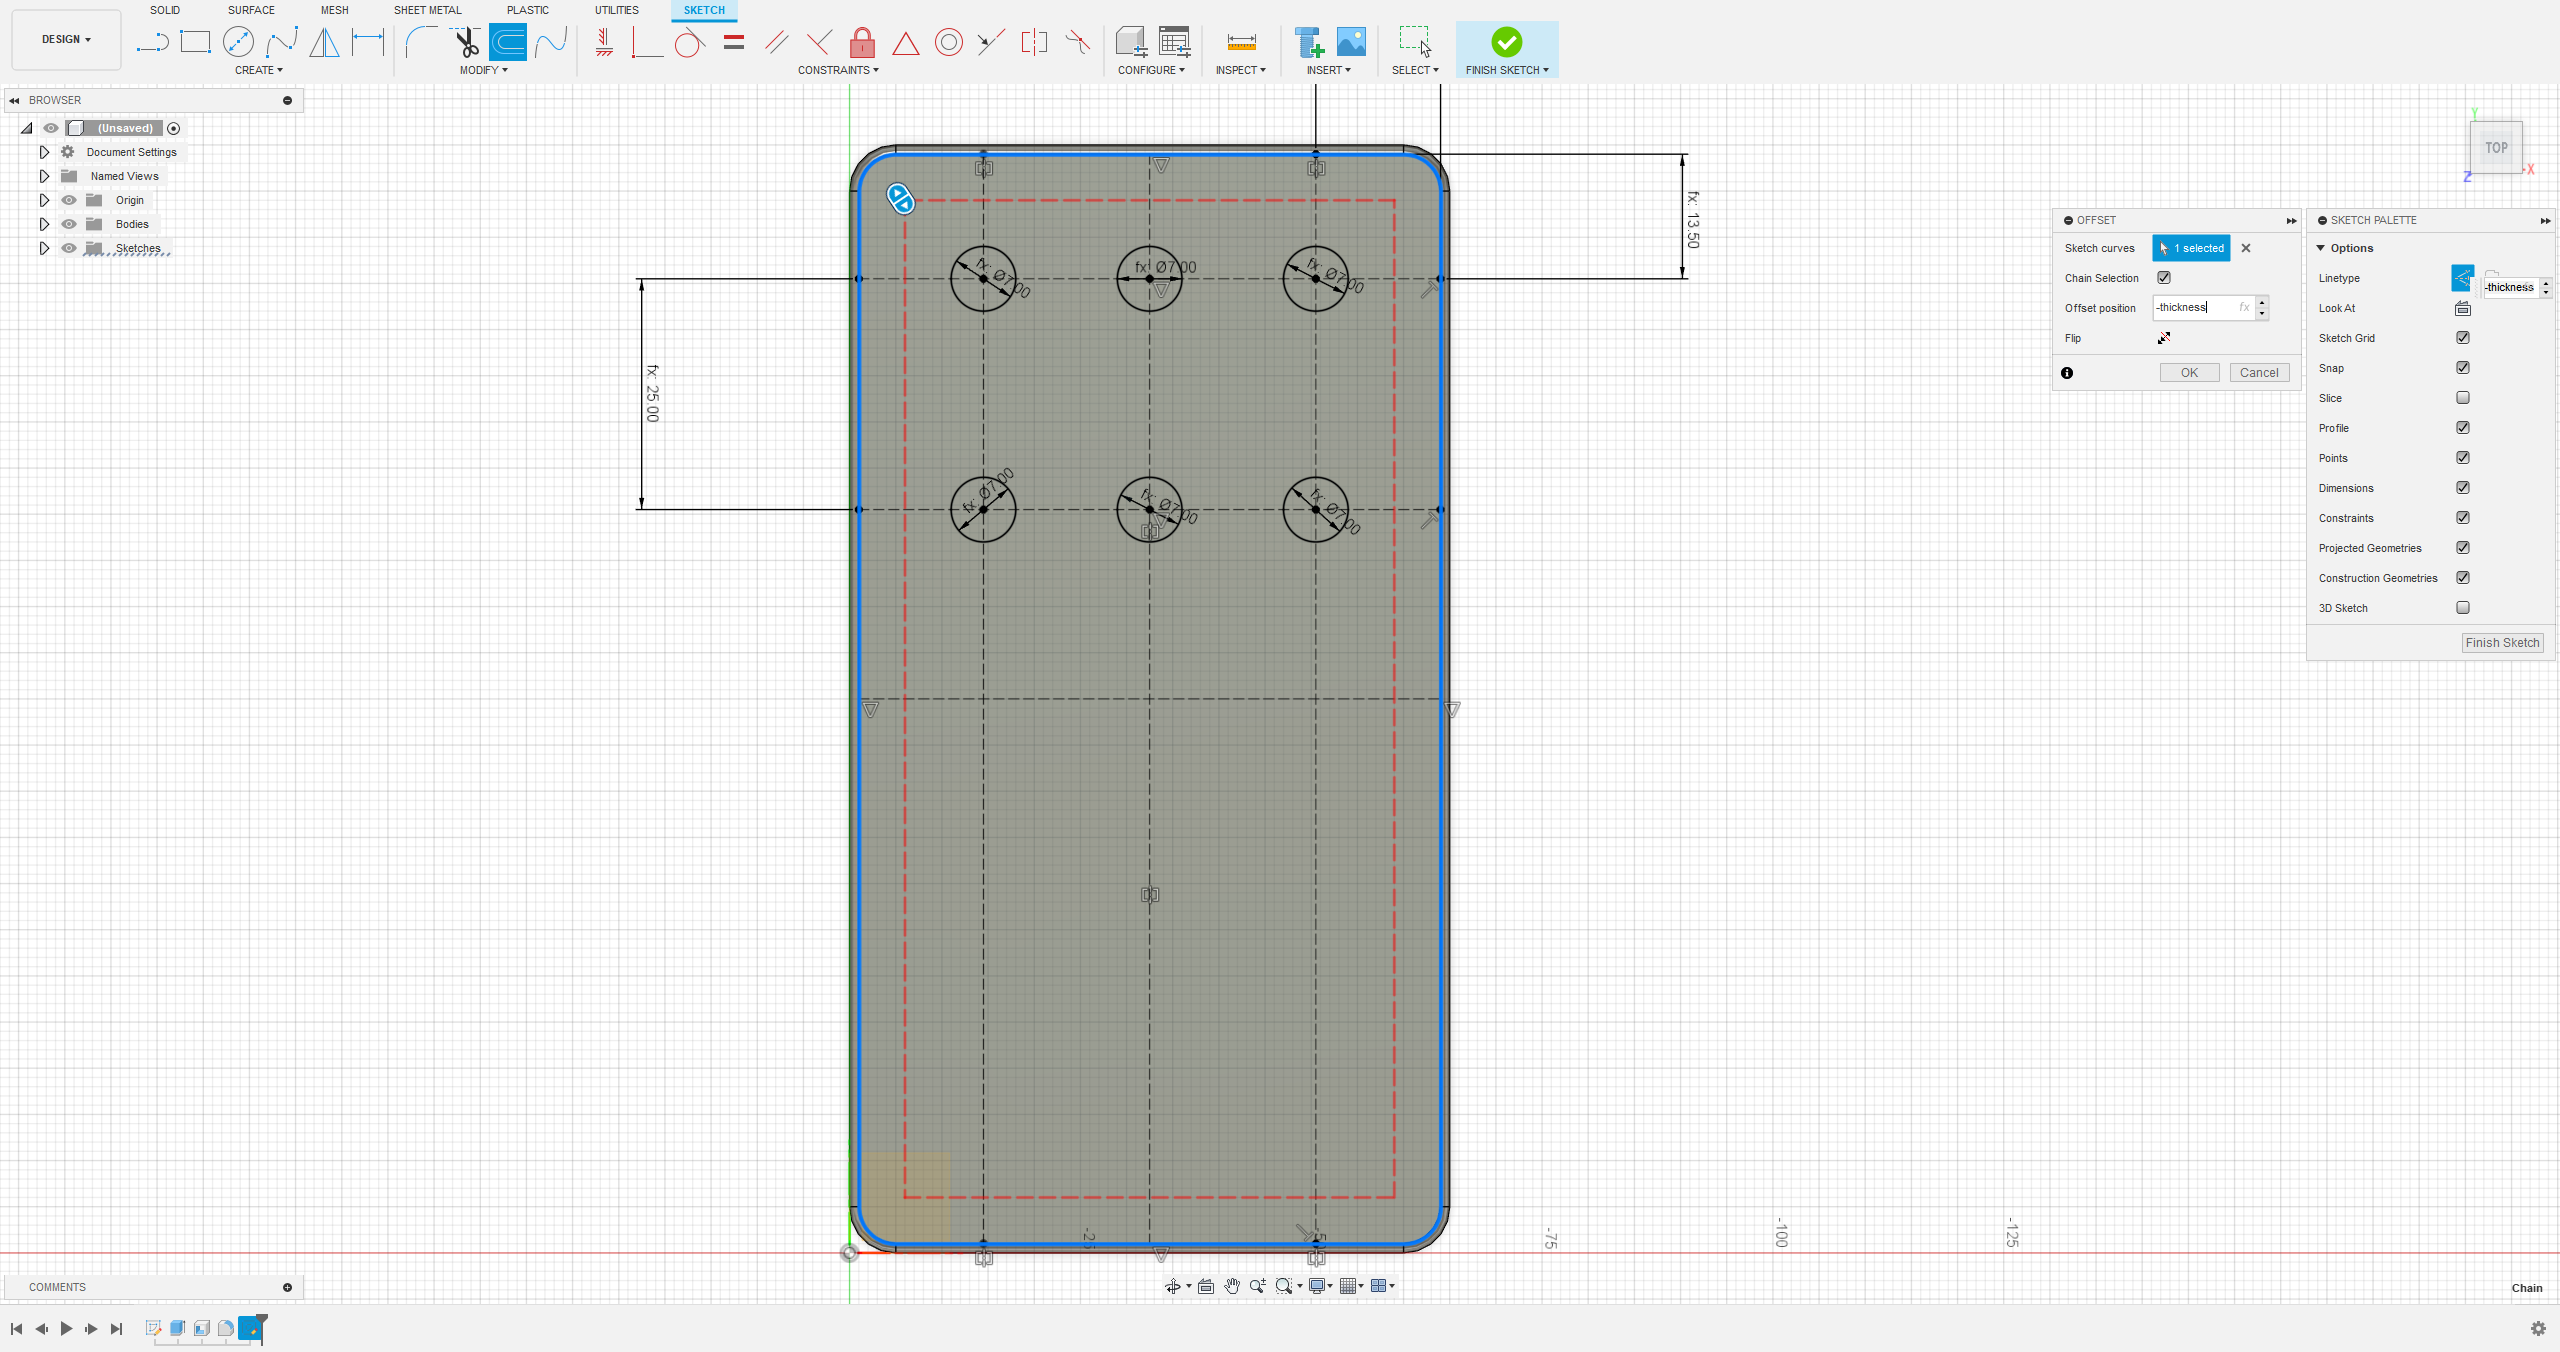 SOLID SURFACE MESH SHEET METAL PLASTIC UTILITIES SKETCH
DESIGN
CREATE MODIFY CONSTRAINTS CONFIGURE INSPECT INSERT SELECT FINISH SKETCH
BROWSER
(Unsaved)
Document Settings
Named Views
Origin
Bodies
Sketches
fx: 13.50
fx: Ø7.00
fx: Ø7.00
fx: Ø7.00
fx: 25.00
fx: Ø7.00
fx: Ø7.00
fx: Ø7.00
-25
-50
-75
-100
-125
Y
TOP
X
Z
OFFSET
Sketch curves 1 selected
Chain Selection
Offset position -thickness fx
Flip
OK Cancel
SKETCH PALETTE
Options
Linetype
-thickness
Look At
Sketch Grid
Snap
Slice
Profile
Points
Dimensions
Constraints
Projected Geometries
Construction Geometries
3D Sketch
Finish Sketch
COMMENTS
Chain